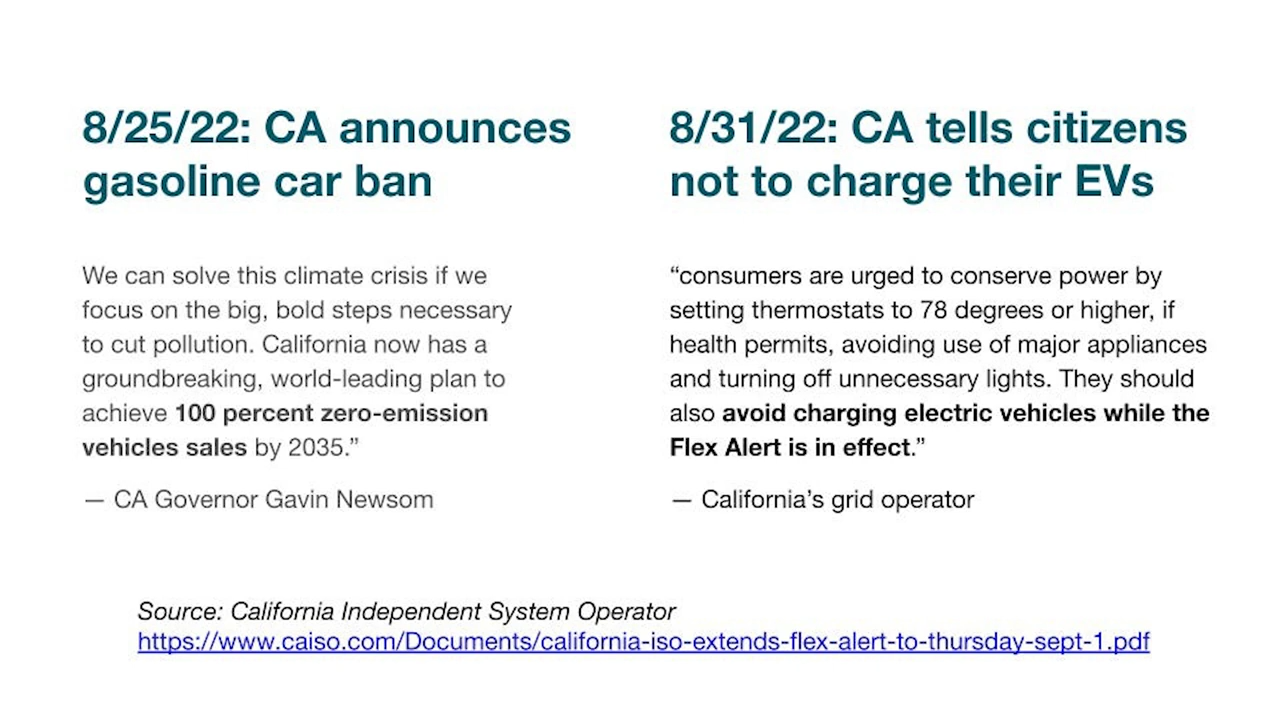 8/25/22: CA announces
gasoline car ban
We can solve this climate crisis if we
focus on the big, bold steps necessary
to cut pollution. California now has a
groundbreaking, world-leading plan to
achieve 100 percent zero-emission
vehicles sales by 2035.”
— CA Governor Gavin Newsom
8/31/22: CA tells citizens
not to charge their EVs
“consumers are urged to conserve power by
setting thermostats to 78 degrees or higher, if
health permits, avoiding use of major appliances
and turning off unnecessary lights. They should
also avoid charging electric vehicles while the
Flex Alert is in effect.”
— California’s grid operator
Source: California Independent System Operator
https://www.caiso.com/Documents/california-iso-extends-flex-alert-to-thursday-sept-1.pdf